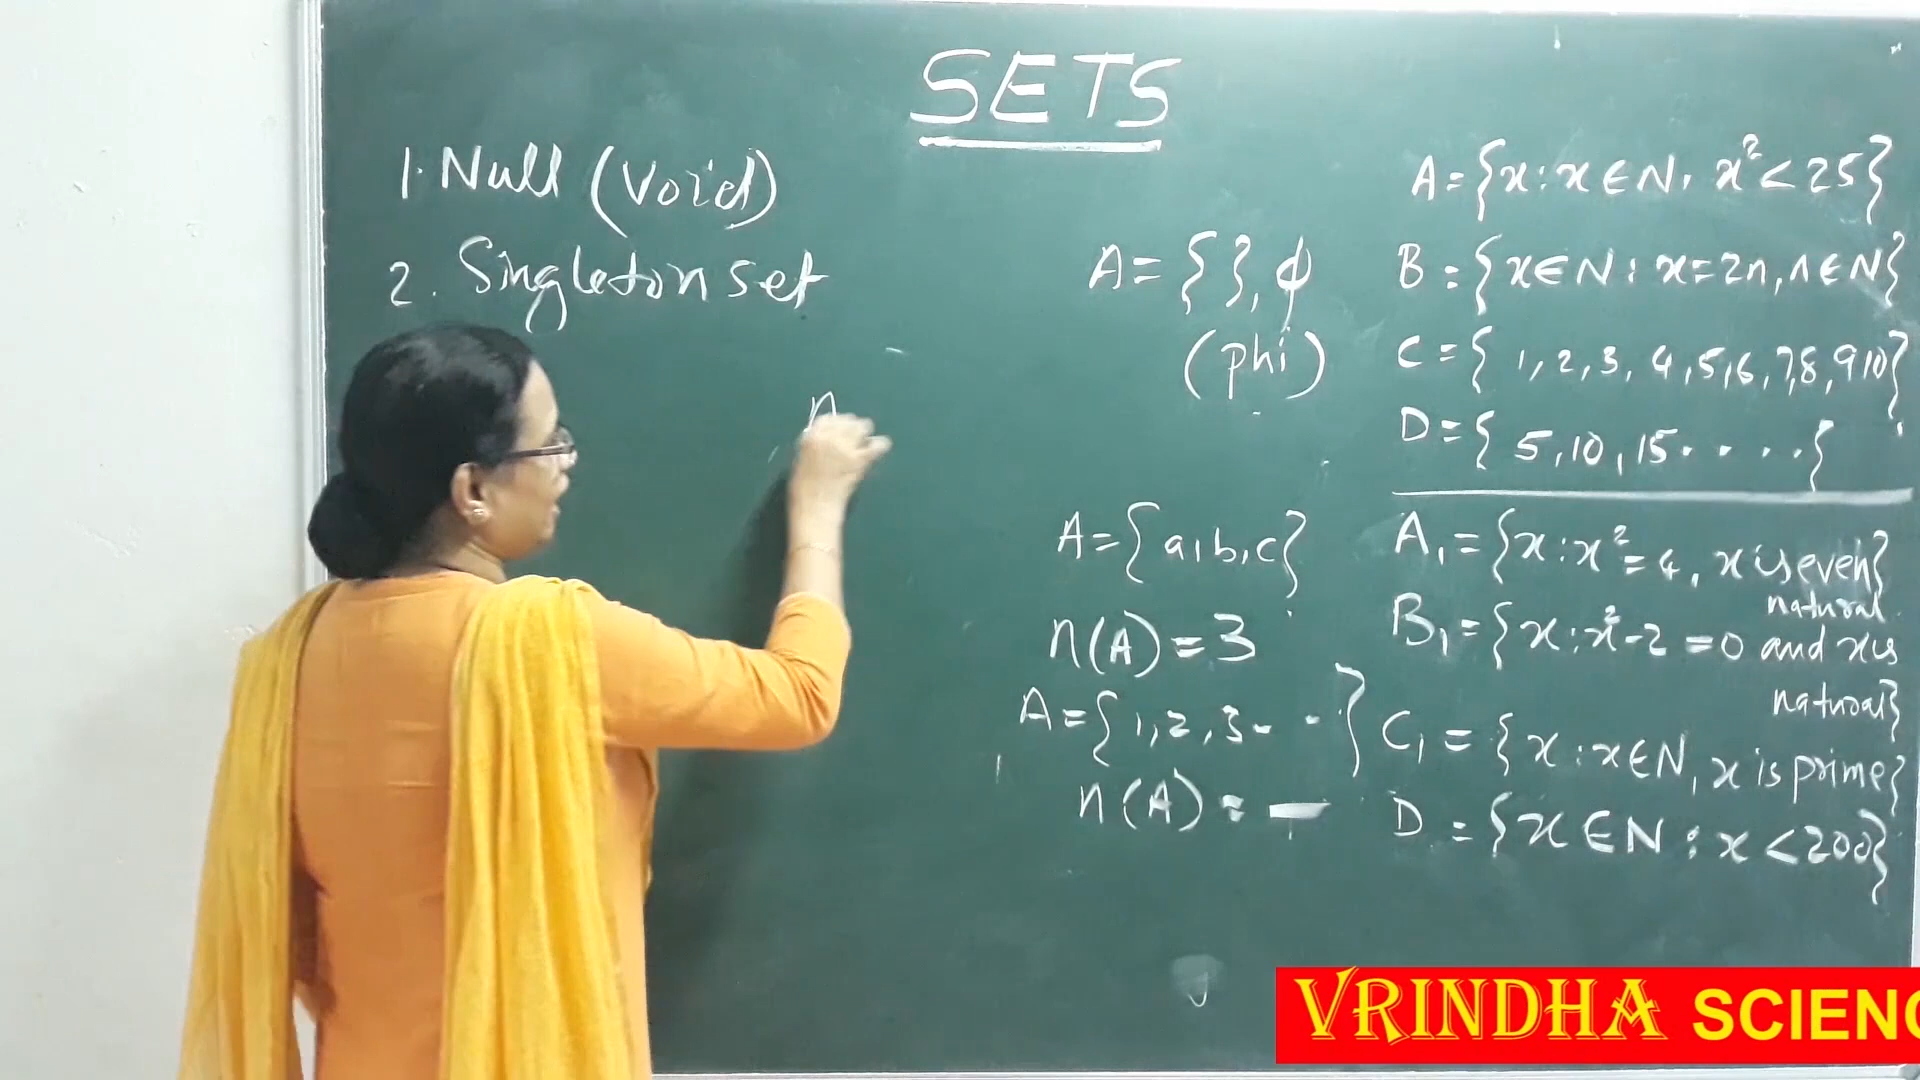 SETS
1. Null (Void)
2. Singleton set
A = { }, ϕ
(phi)
A = { a, b, c }
n(A) = 3
A = { 1, 2, 3 - - }
n(A) = —
A = { x : x ∈ N, x² < 25 }
B = { x ∈ N : x = 2n, n ∈ N }
C = { 1, 2, 3, 4, 5, 6, 7, 8, 9 10 }
D = { 5, 10, 15 . . . . }
A₁ = { x : x² = 4, x is even }
natural
B₁ = { x : x² - 2 = 0 and x is
natural }
C₁ = { x : x ∈ N, x is prime }
D = { x ∈ N : x < 200 }
VRINDHA SCIENC